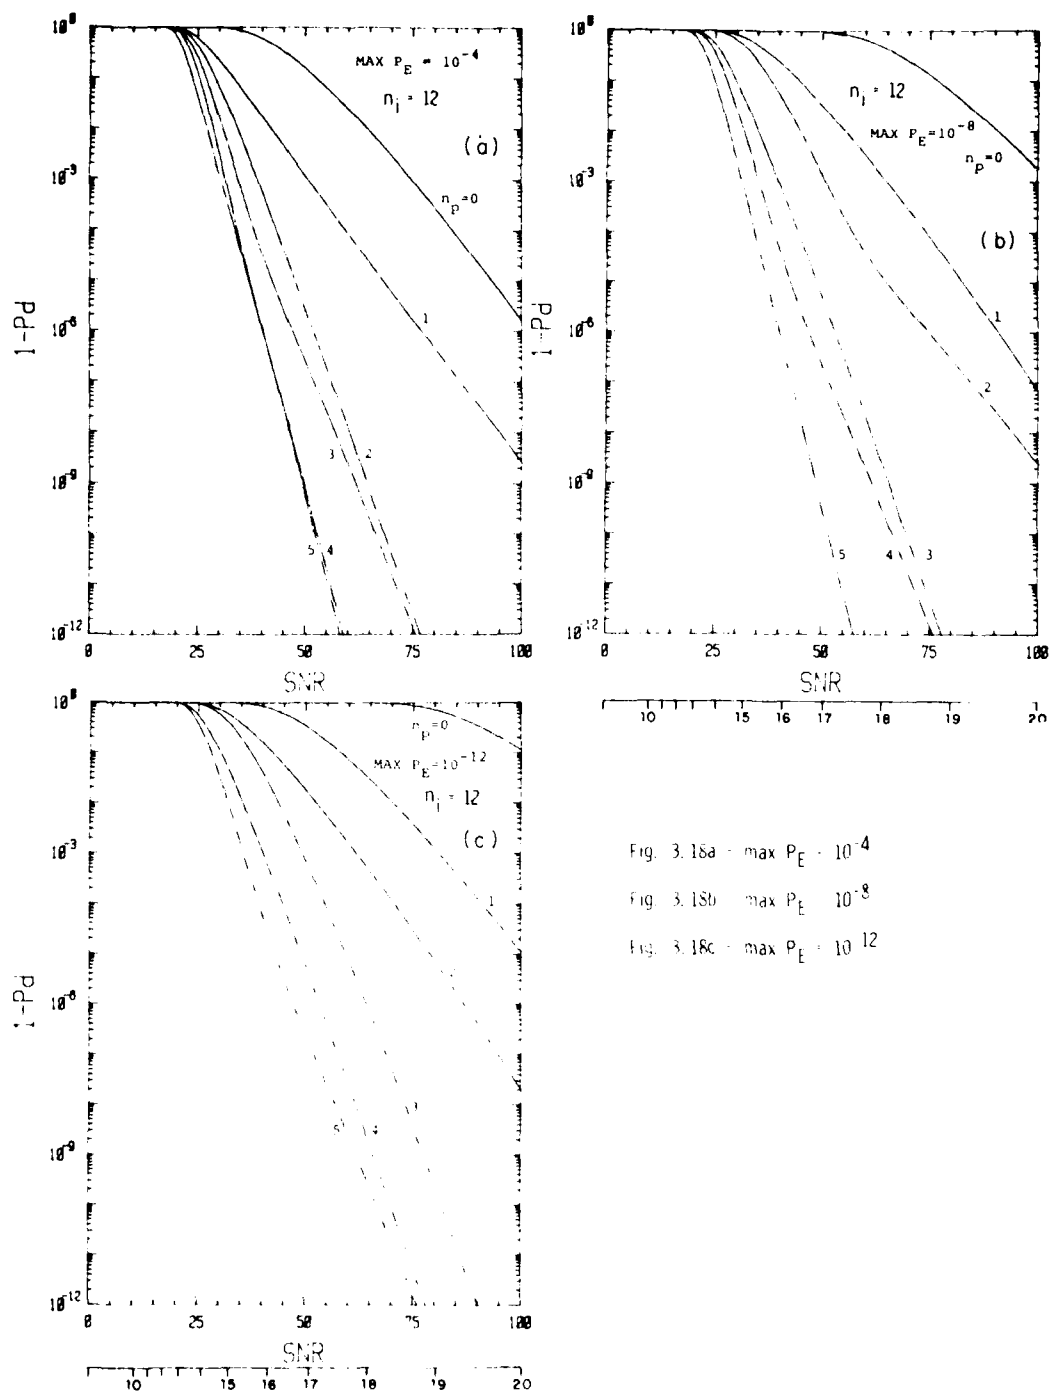 10⁰
10⁻³
10⁻⁶
10⁻⁹
10⁻¹²
1-Pd
MAX P_E = 10⁻⁴
n_i = 12
(a)
n_p=0
1
2
3
5 4
0 25 50 75 100
SNR
10⁰
10⁻³
10⁻⁶
10⁻⁹
10⁻¹²
1-Pd
n_i = 12
MAX P_E=10⁻⁸
n_p=0
(b)
1
2
5 4 3
0 25 50 75 100
SNR
10 15 16 17 18 19 20
10⁰
10⁻³
10⁻⁶
10⁻⁹
10⁻¹²
1-Pd
n_p=0
MAX P_E=10⁻¹²
n_i = 12
(c)
1
3
5 4
0 25 50 75 100
SNR
10 15 16 17 18 19 20
Fig. 3.18a - max P_E - 10⁻⁴
Fig. 3.18b max P_E 10⁻⁸
Fig. 3.18c - max P_E = 10⁻¹²